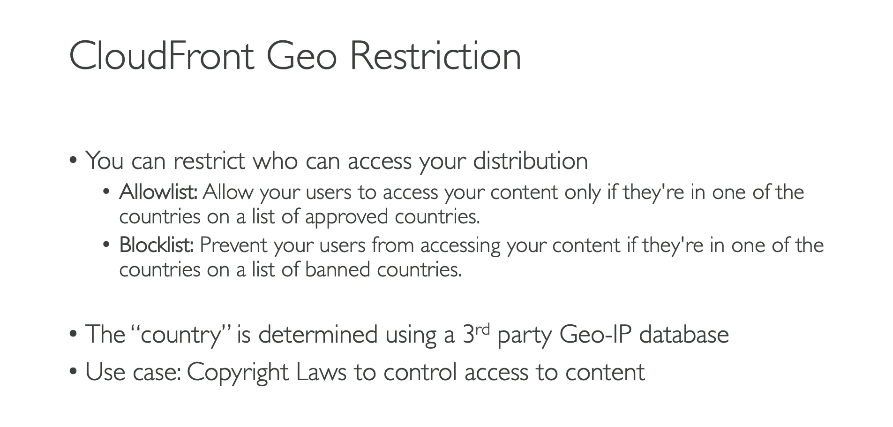 CloudFront Geo Restriction
• You can restrict who can access your distribution
• Allowlist: Allow your users to access your content only if they're in one of the
countries on a list of approved countries.
• Blocklist: Prevent your users from accessing your content if they're in one of the
countries on a list of banned countries.
• The “country” is determined using a 3rd party Geo-IP database
• Use case: Copyright Laws to control access to content